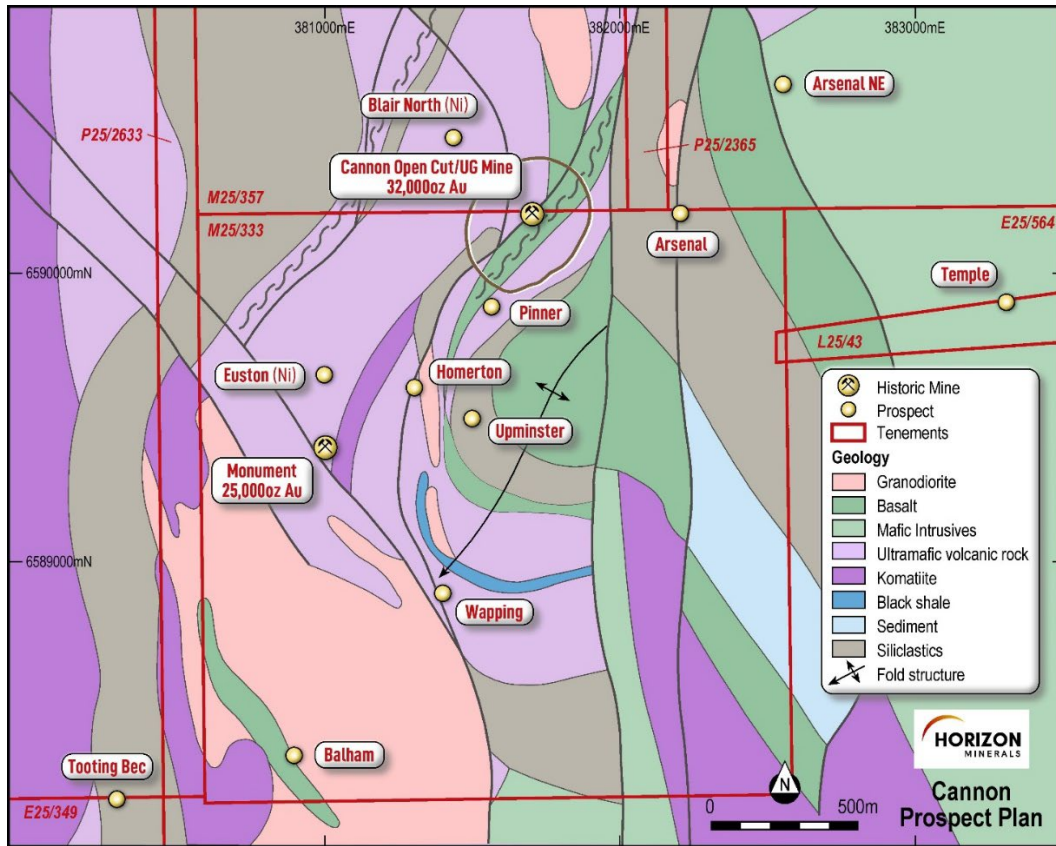 381000mE
382000mE
383000mE
Arsenal NE
Blair North (Ni)
P25/2633
P25/2365
Cannon Open Cut/UG Mine
32,000oz Au
M25/357
M25/333
Arsenal
E25/564
6590000mN
Temple
Pinner
L25/43
Euston (Ni)
Homerton
Upminster
Monument
25,000oz Au
Historic Mine
Prospect
Tenements
Geology
Granodiorite
Basalt
Mafic Intrusives
Ultramafic volcanic rock
Komatiite
Black shale
Sediment
Siliclastics
Fold structure
6589000mN
Wapping
HORIZON
MINERALS
Balham
Tooting Bec
N
Cannon
Prospect Plan
0 500m
E25/349